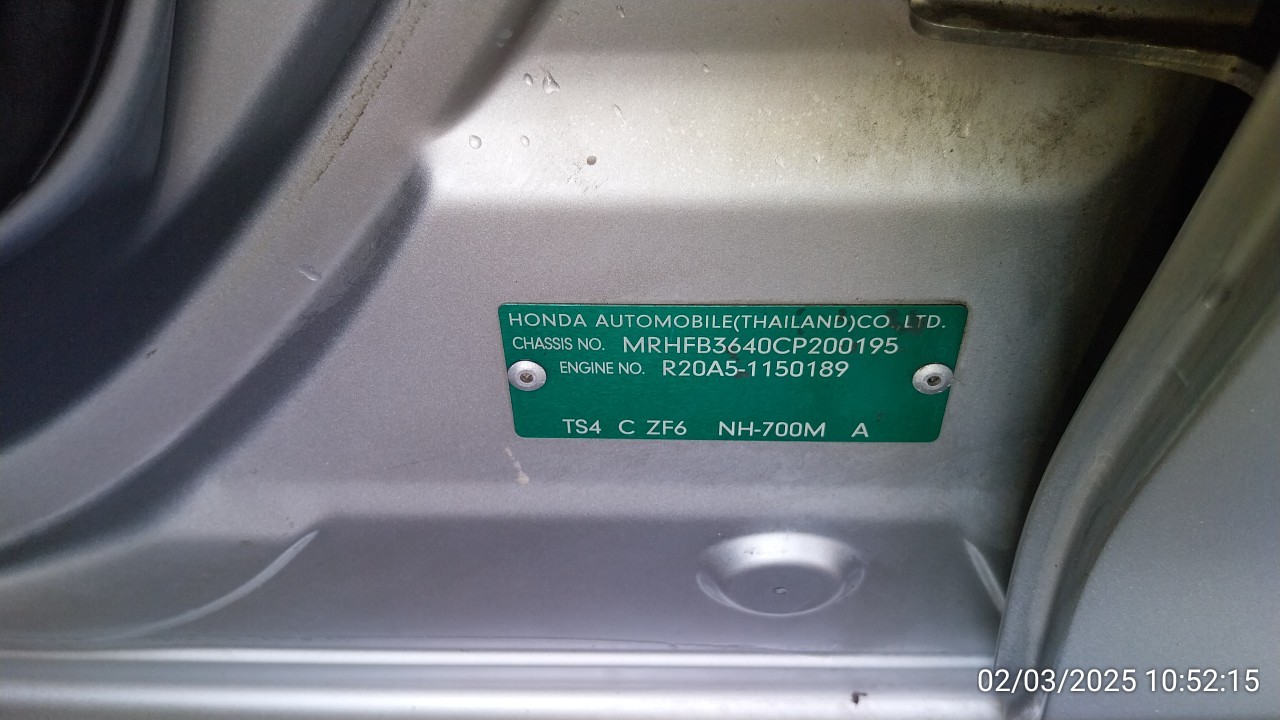 HONDA AUTOMOBILE(THAILAND)CO.,LTD.
CHASSIS NO. MRHFB3640CP200195
ENGINE NO. R20A5-1150189
TS4 C ZF6 NH-700M A
02/03/2025 10:52:15